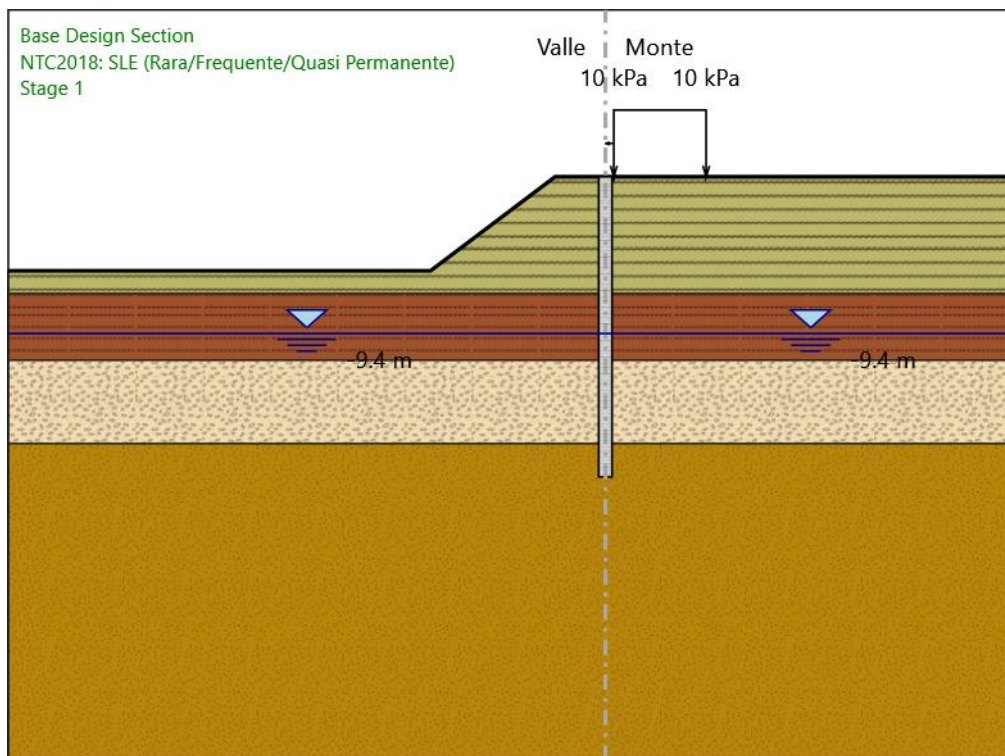 Base Design Section
NTC2018: SLE (Rara/Frequente/Quasi Permanente)
Stage 1
Valle Monte
10 kPa 10 kPa
-9.4 m -9.4 m